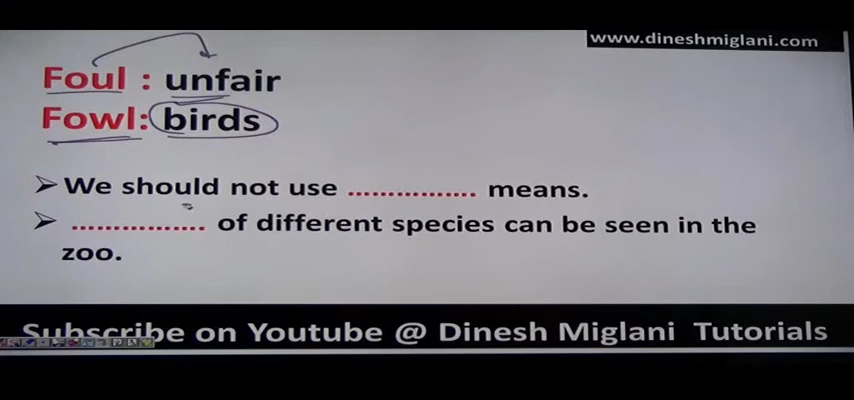 www.dineshmiglani.com
Foul : unfair
Fowl: birds
➢ We should not use ................ means.
➢ ................ of different species can be seen in the
zoo.
Subscribe on Youtube @ Dinesh Miglani Tutorials